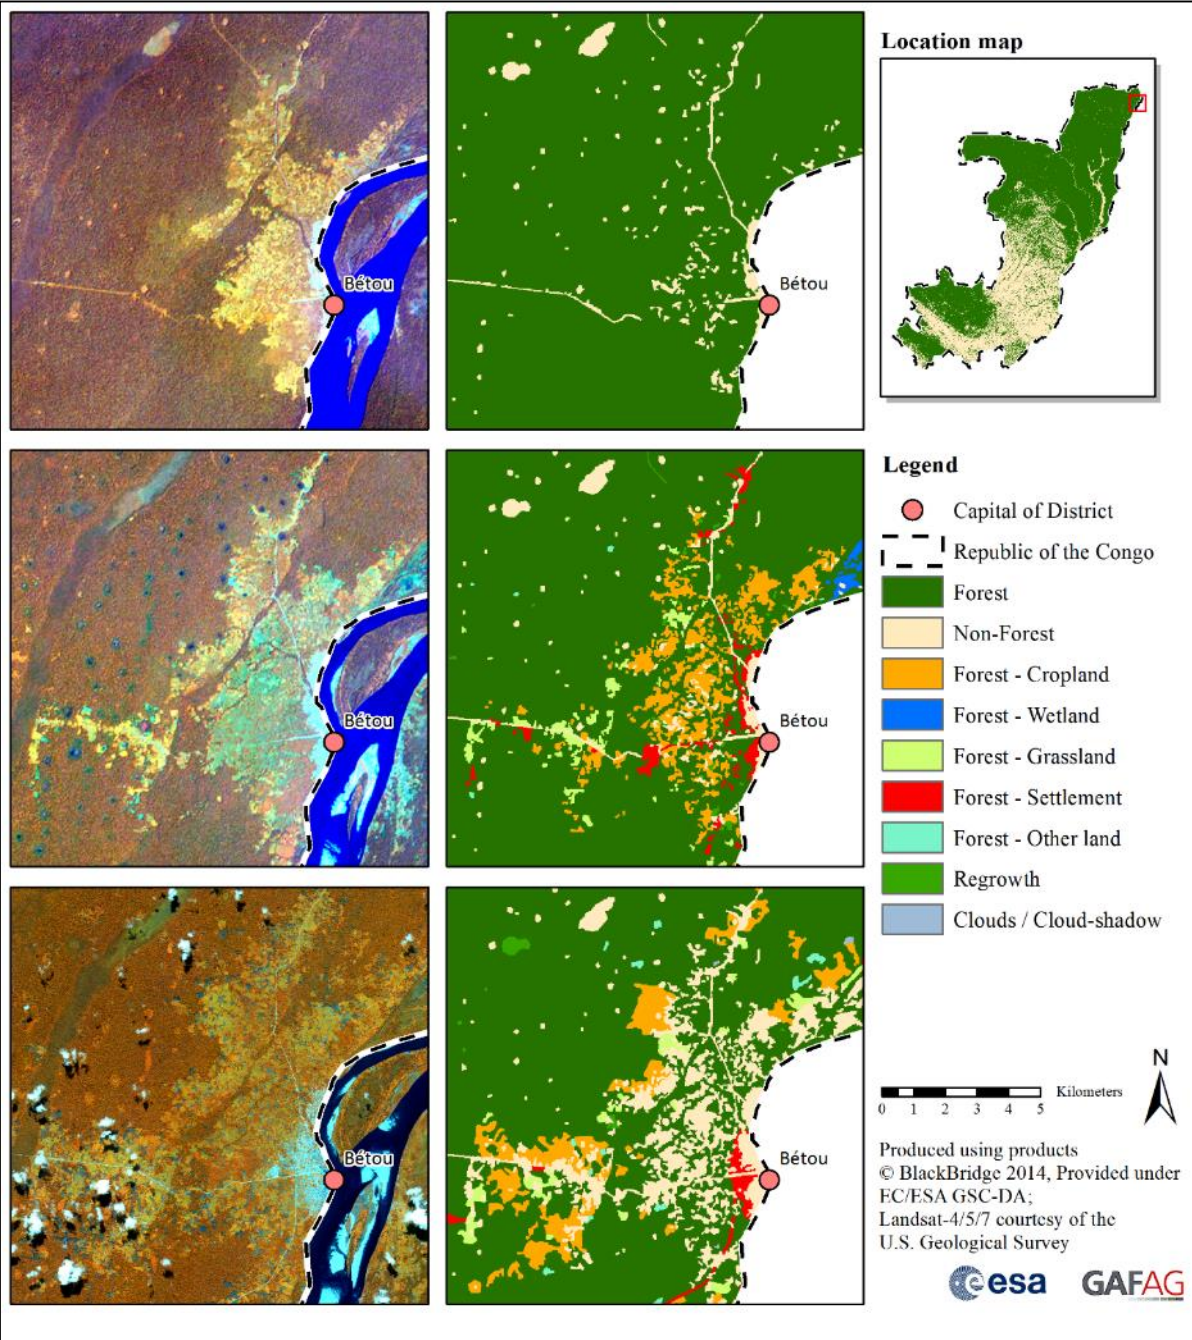 Location map
Bétou
Bétou
Legend
Capital of District
Republic of the Congo
Forest
Non-Forest
Forest - Cropland
Forest - Wetland
Forest - Grassland
Forest - Settlement
Forest - Other land
Regrowth
Clouds / Cloud-shadow
Bétou
Bétou
N
Kilometers
0 1 2 3 4 5
Bétou
Bétou
Produced using products
© BlackBridge 2014, Provided under
EC/ESA GSC-DA;
Landsat-4/5/7 courtesy of the
U.S. Geological Survey
esa
GAFAG